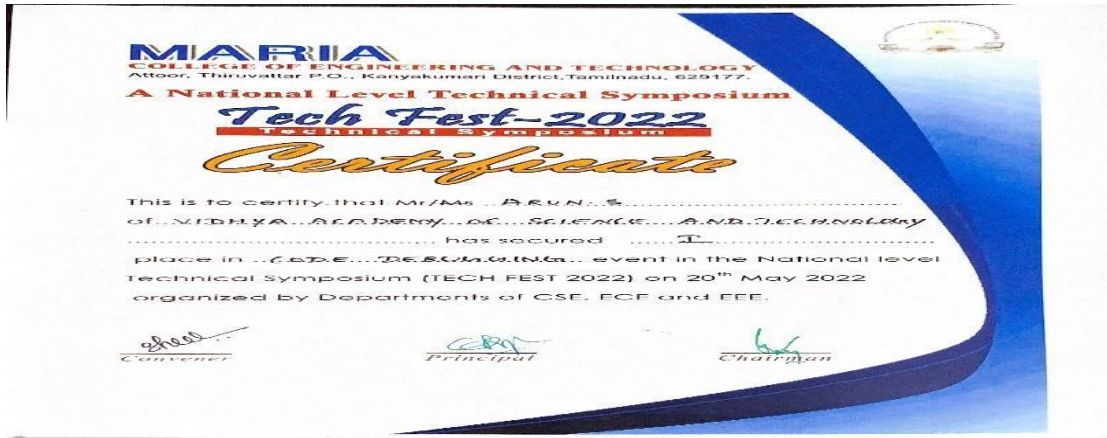 MARIA
COLLEGE OF ENGINEERING AND TECHNOLOGY
Attoor, Thiruvattar P.O., Kanyakumari District,Tamilnadu, 629177.
A National Level Technical Symposium
Tech Fest-2022
Technical Symposium
Certificate
This is to certify that Mr/Ms ARUN. S
of VIDHYA ACADEMY OF SCIENCE AND TECHNOLOGY
has secured I
place in CODE DEBUGGING event in the National level
Technical Symposium (TECH FEST 2022) on 20th May 2022
organized by Departments of CSE, ECE and EEE.
Convener Principal Chairman